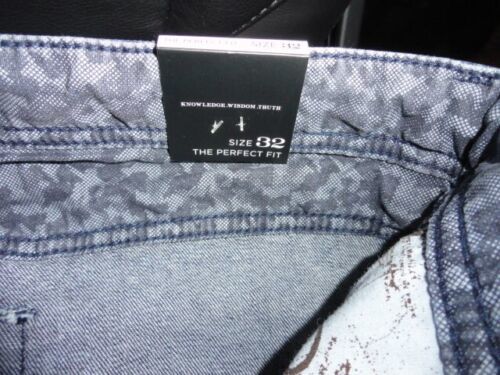 SIZE 32
KNOWLEDGE.WISDOM.TRUTH
SIZE 32
THE PERFECT FIT